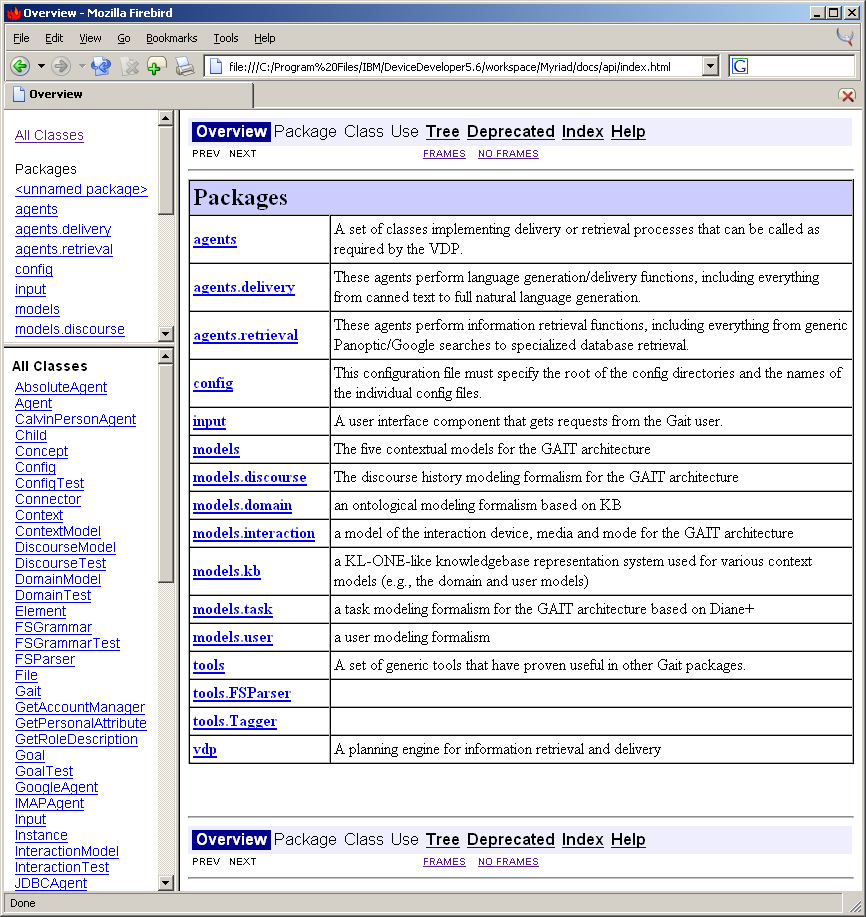 Overview - Mozilla Firebird
File Edit View Go Bookmarks Tools Help
file:///C:/Program%20Files/IBM/DeviceDeveloper5.6/workspace/Myriad/docs/api/index.html
G
Overview
All Classes
Packages
<unnamed package>
agents
agents.delivery
agents.retrieval
config
input
models
models.discourse
All Classes
AbsoluteAgent
Agent
CalvinPersonAgent
Child
Concept
Config
ConfigTest
Connector
Context
ContextModel
DiscourseModel
DiscourseTest
DomainModel
DomainTest
Element
FSGrammar
FSGrammarTest
FSParser
File
Gait
GetAccountManager
GetPersonalAttribute
GetRoleDescription
Goal
GoalTest
GoogleAgent
IMAPAgent
Input
Instance
InteractionModel
InteractionTest
JDBCAgent
Overview Package Class Use Tree Deprecated Index Help
PREV NEXT FRAMES NO FRAMES
Packages
agents A set of classes implementing delivery or retrieval processes that can be called as
required by the VDP.
agents.delivery These agents perform language generation/delivery functions, including everything
from canned text to full natural language generation.
agents.retrieval These agents perform information retrieval functions, including everything from generic
Panoptic/Google searches to specialized database retrieval.
config This configuration file must specify the root of the config directories and the names of
the individual config files.
input A user interface component that gets requests from the Gait user.
models The five contextual models for the GAIT architecture
models.discourse The discourse history modeling formalism for the GAIT architecture
models.domain an ontological modeling formalism based on KB
models.interaction a model of the interaction device, media and mode for the GAIT architecture
models.kb a KL-ONE-like knowledgebase representation system used for various context
models (e.g., the domain and user models)
models.task a task modeling formalism for the GAIT architecture based on Diane+
models.user a user modeling formalism
tools A set of generic tools that have proven useful in other Gait packages.
tools.FSParser
tools.Tagger
vdp A planning engine for information retrieval and delivery
Overview Package Class Use Tree Deprecated Index Help
PREV NEXT FRAMES NO FRAMES
Done